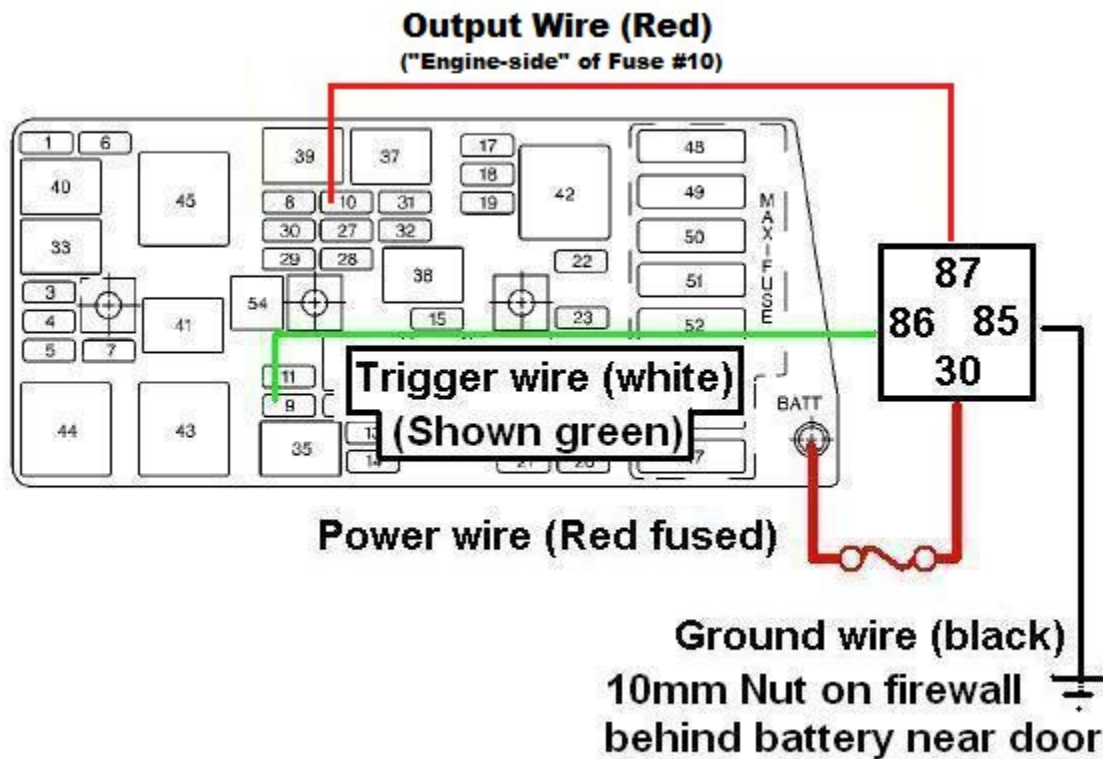 Output Wire (Red)
("Engine-side" of Fuse #10)
1 6
40
45
33
3
4
5 7
41
44 43
39 37
8 10 31
30 27 32
29 28
54
38
15
11
9
35
17
18
19
42
22
23
48
49
50
51
52
MAXIFUSE
BATT
87
86 85
30
Trigger wire (white)
(Shown green)
Power wire (Red fused)
Ground wire (black)
10mm Nut on firewall
behind battery near door